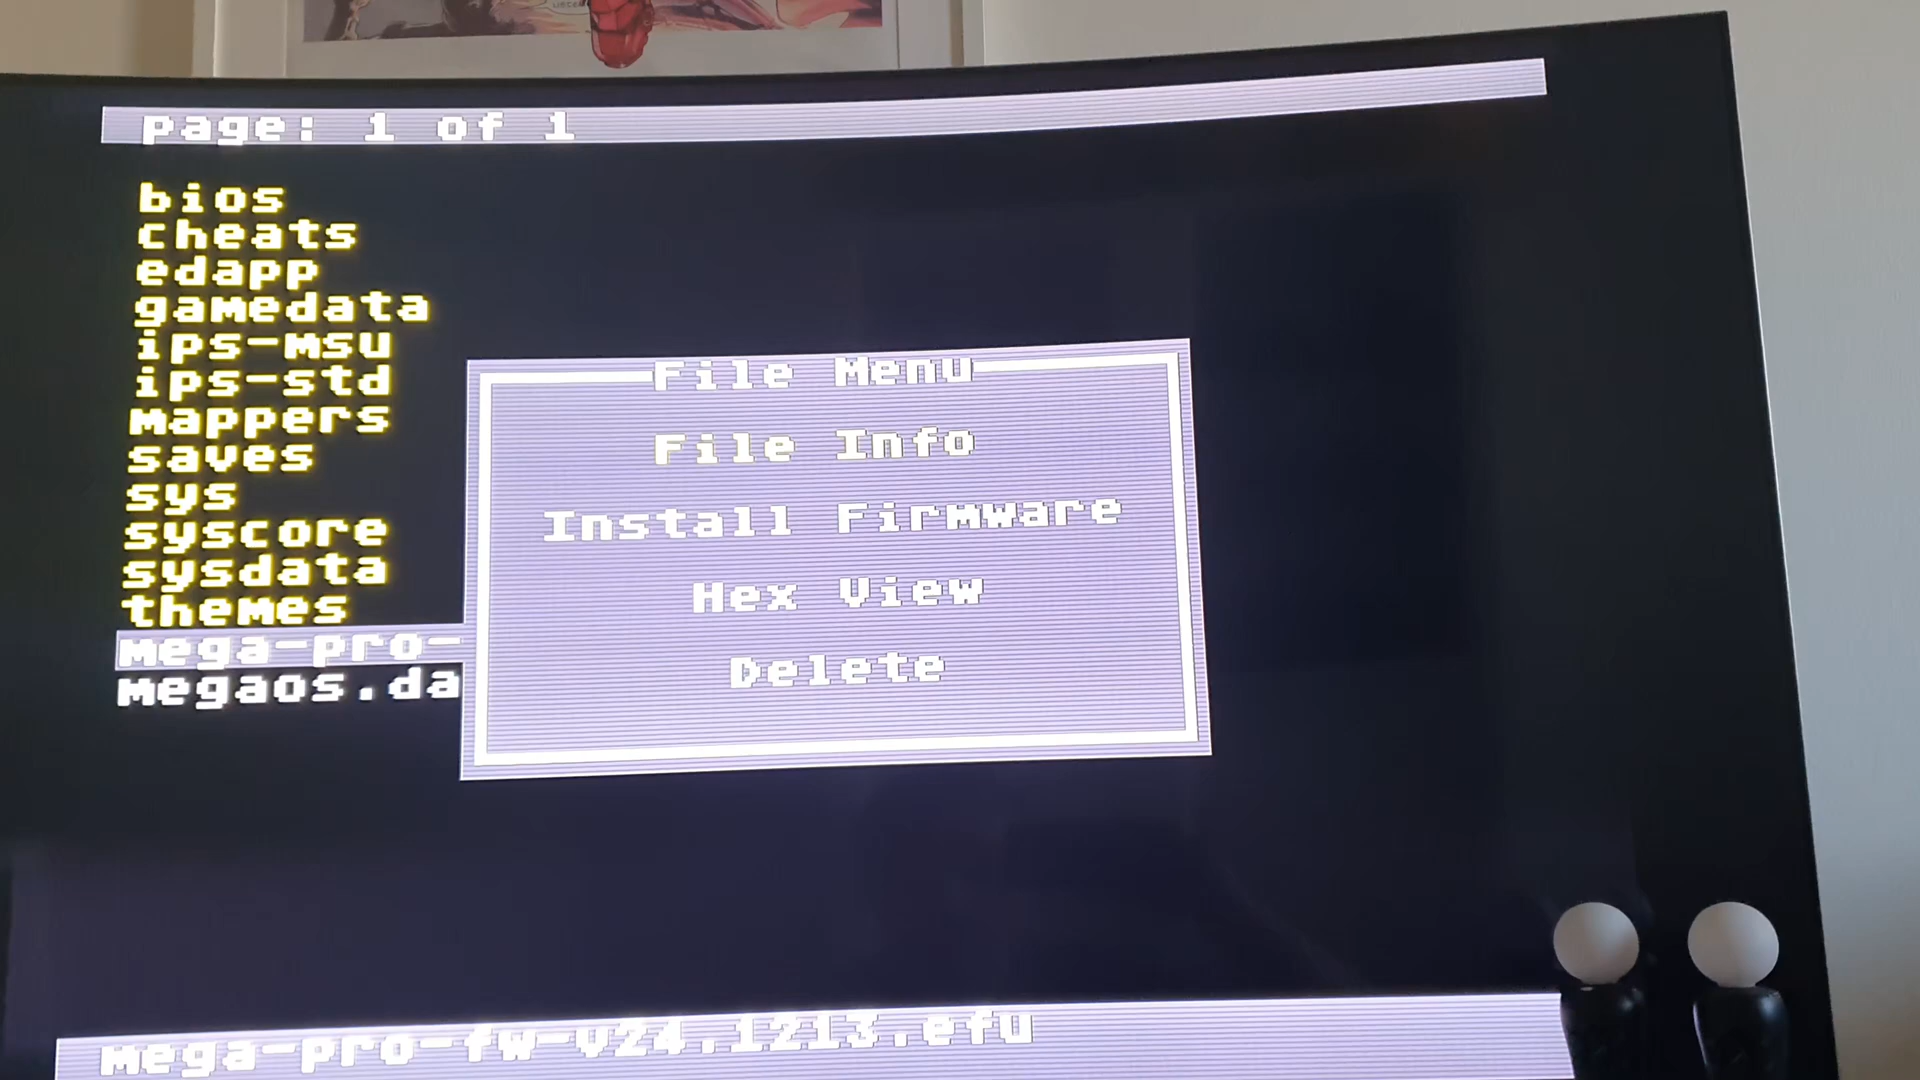 page: 1 of 1
bios
cheats
edapp
gamedata
ips-msu
ips-std
mappers
saves
sys
syscore
sysdata
themes
mega-pro-
megaos.da
File Menu
File Info
Install Firmware
Hex View
Delete
mega-pro-fw-v24.1213.efu